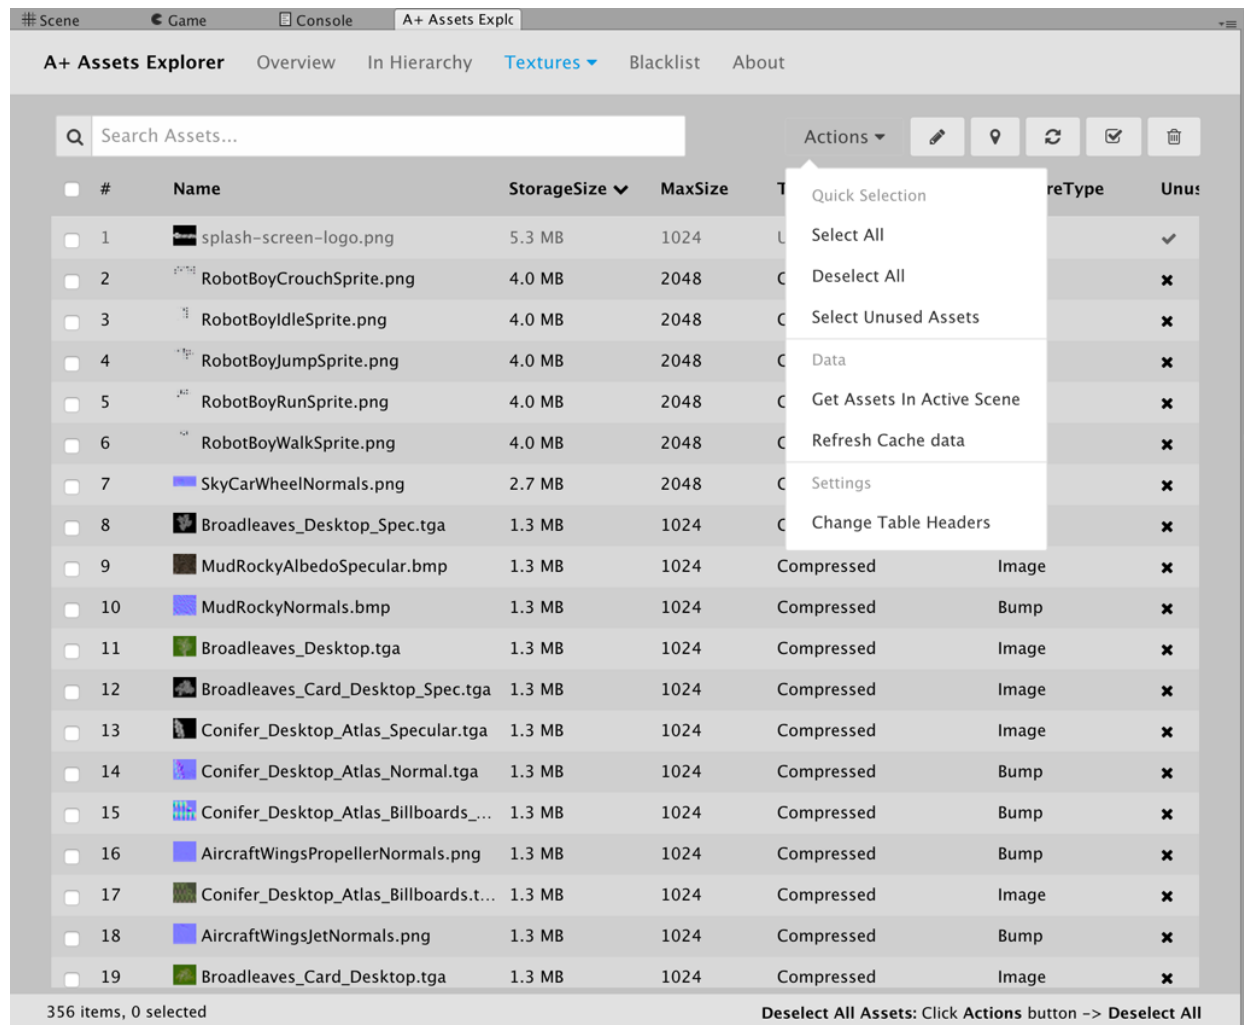 Scene Game Console A+ Assets Explc
A+ Assets Explorer Overview In Hierarchy Textures Blacklist About
Search Assets... Actions
# Name StorageSize MaxSize T reType Unus
1 splash-screen-logo.png 5.3 MB 1024 U
2 RobotBoyCrouchSprite.png 4.0 MB 2048 C
3 RobotBoyIdleSprite.png 4.0 MB 2048 C
4 RobotBoyJumpSprite.png 4.0 MB 2048 C
5 RobotBoyRunSprite.png 4.0 MB 2048 C
6 RobotBoyWalkSprite.png 4.0 MB 2048 C
7 SkyCarWheelNormals.png 2.7 MB 2048 C
8 Broadleaves_Desktop_Spec.tga 1.3 MB 1024 C
Quick Selection
Select All
Deselect All
Select Unused Assets
Data
Get Assets In Active Scene
Refresh Cache data
Settings
Change Table Headers
9 MudRockyAlbedoSpecular.bmp 1.3 MB 1024 Compressed Image
10 MudRockyNormals.bmp 1.3 MB 1024 Compressed Bump
11 Broadleaves_Desktop.tga 1.3 MB 1024 Compressed Image
12 Broadleaves_Card_Desktop_Spec.tga 1.3 MB 1024 Compressed Image
13 Conifer_Desktop_Atlas_Specular.tga 1.3 MB 1024 Compressed Image
14 Conifer_Desktop_Atlas_Normal.tga 1.3 MB 1024 Compressed Bump
15 Conifer_Desktop_Atlas_Billboards_... 1.3 MB 1024 Compressed Bump
16 AircraftWingsPropellerNormals.png 1.3 MB 1024 Compressed Bump
17 Conifer_Desktop_Atlas_Billboards.t... 1.3 MB 1024 Compressed Image
18 AircraftWingsJetNormals.png 1.3 MB 1024 Compressed Bump
19 Broadleaves_Card_Desktop.tga 1.3 MB 1024 Compressed Image
356 items, 0 selected Deselect All Assets: Click Actions button -> Deselect All